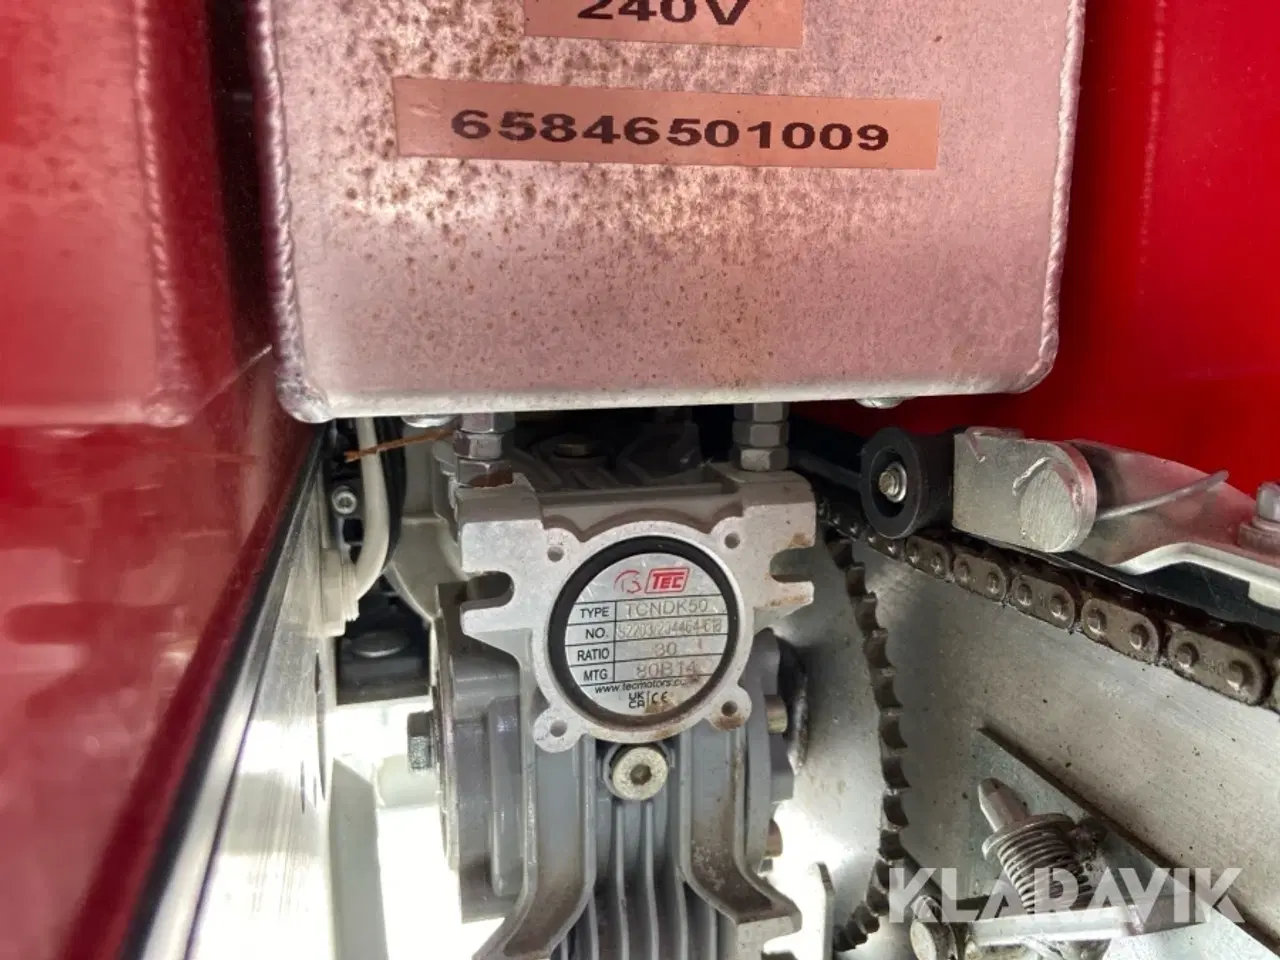 240V
65846501009
TEC
TYPE TCNDK50
NO.
RATIO 30
MTG 80B14
www.tecmotors.co
UK CA CE
KLARAVIK